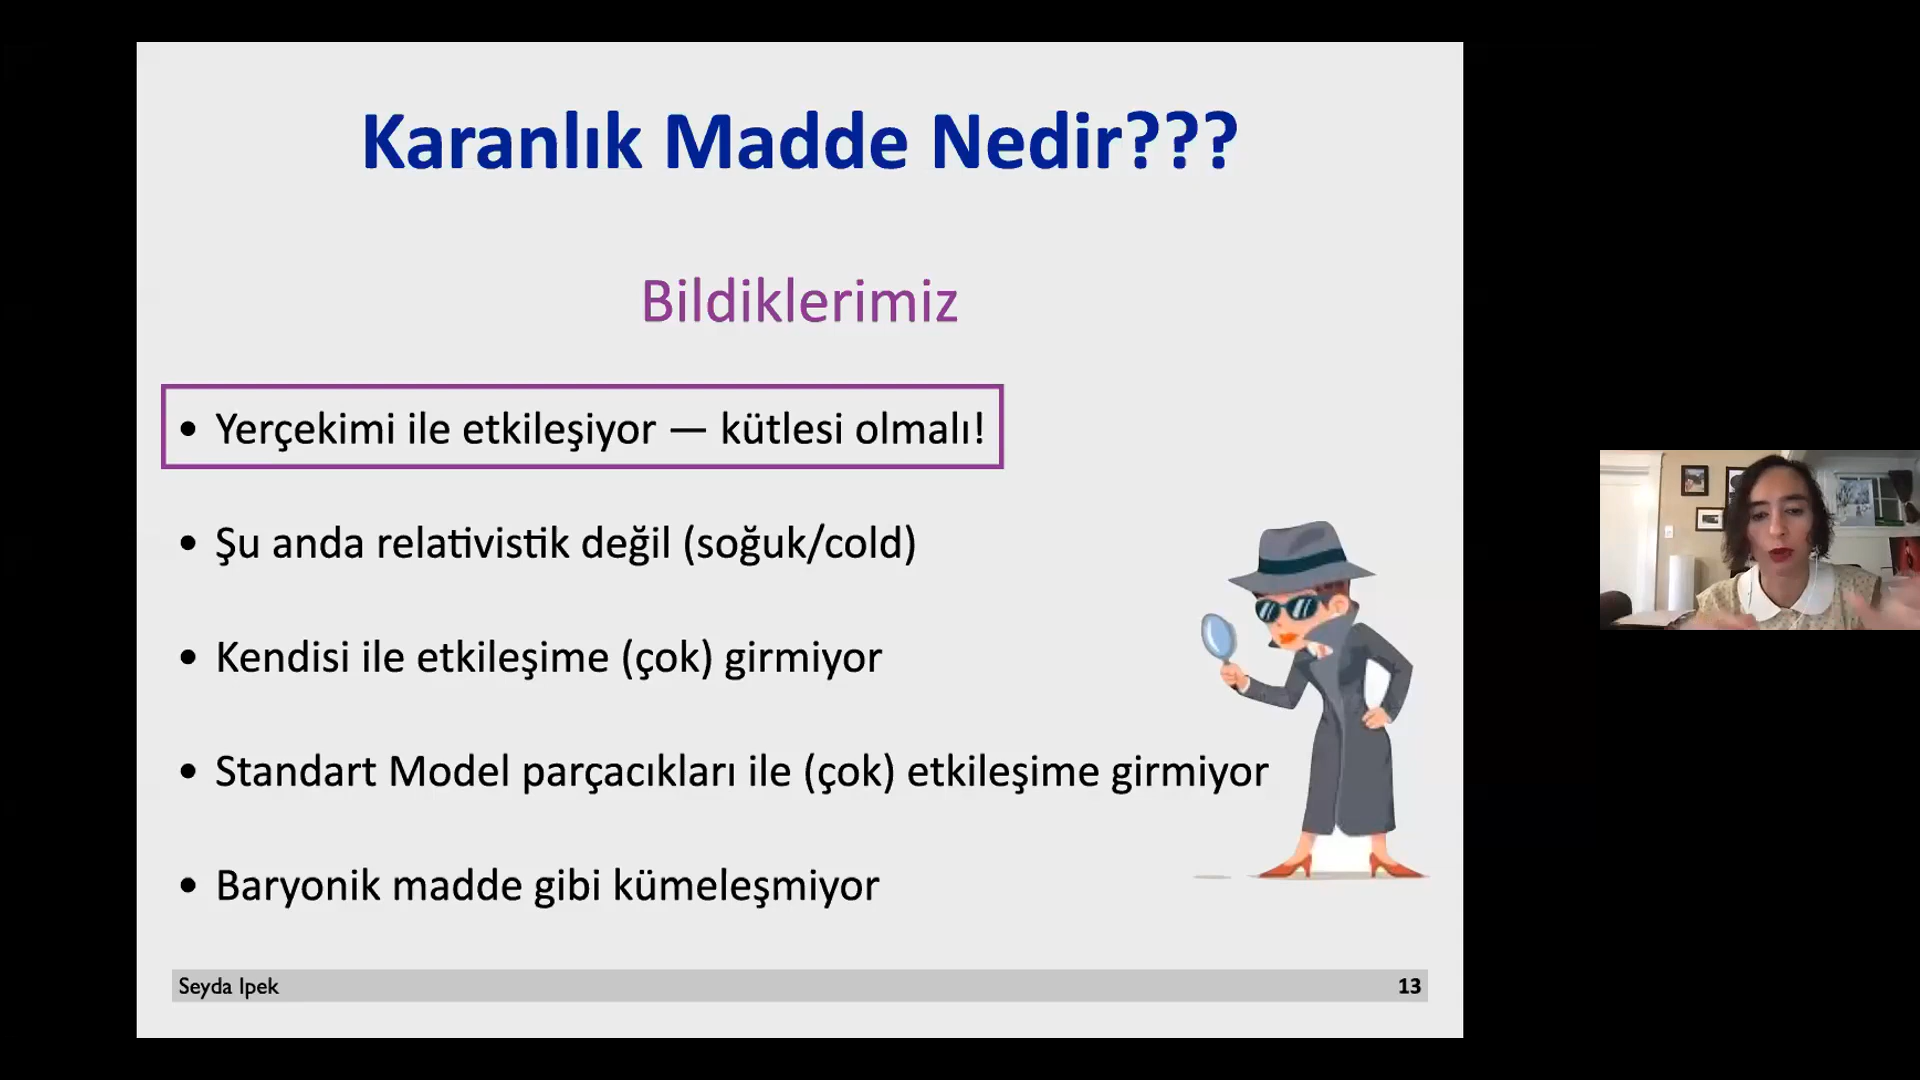 Karanlık Madde Nedir???
Bildiklerimiz
• Yerçekimi ile etkileşiyor — kütlesi olmalı!
• Şu anda relativistik değil (soğuk/cold)
• Kendisi ile etkileşime (çok) girmiyor
• Standart Model parçacıkları ile (çok) etkileşime girmiyor
• Baryonik madde gibi kümeleşmiyor
Seyda Ipek
13